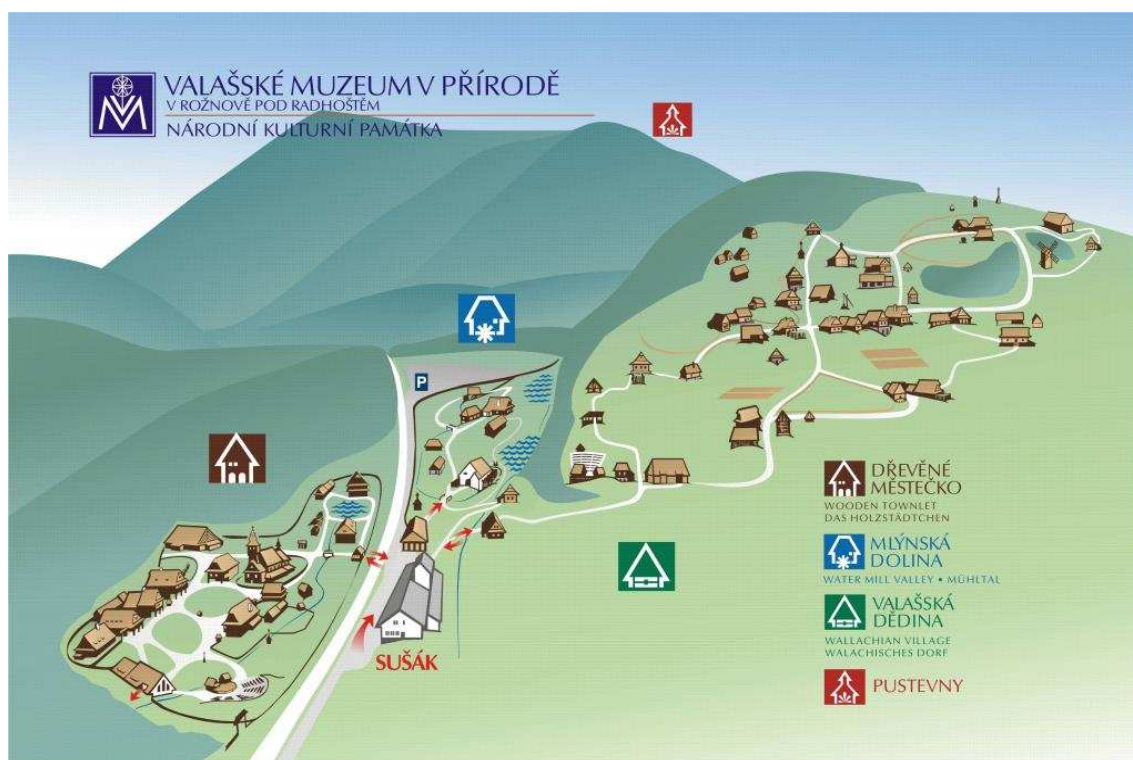 VALAŠSKÉ MUZEUM V PŘÍRODĚ
V ROŽNOVĚ POD RADHOŠTĚM
NÁRODNÍ KULTURNÍ PAMÁTKA
P
SUŠÁK
DŘEVĚNÉ
MĚSTEČKO
WOODEN TOWNLET
DAS HOLZSTÄDTCHEN
MLÝNSKÁ
DOLINA
WATER MILL VALLEY • MÜHLTAL
VALAŠSKÁ
DĚDINA
WALLACHIAN VILLAGE
WALACHISCHES DORF
PUSTEVNY